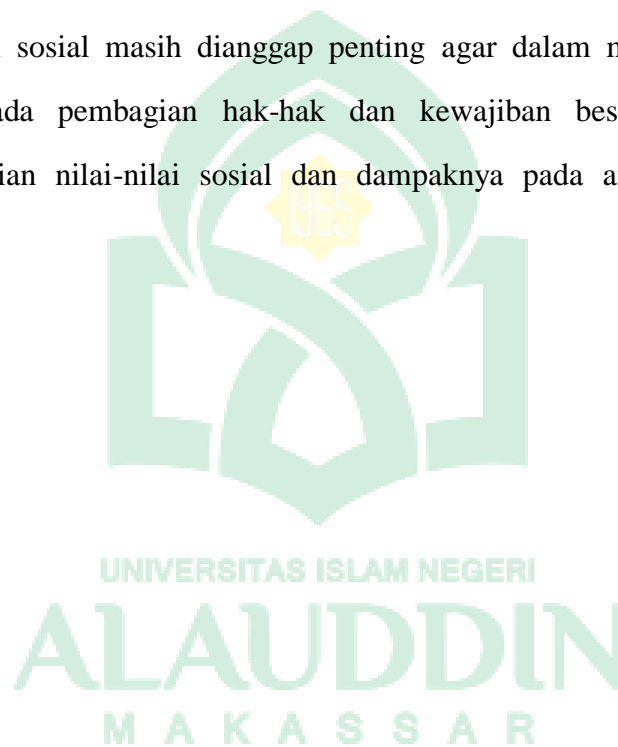 sosial masih dianggap penting agar dalam
pembagian hak-hak dan kewajiban
nilai-nilai sosial dan dampaknya pada
1965
UNIVERSITAS ISLAM NEGERI
ALAUDDIN
MAKASSAR